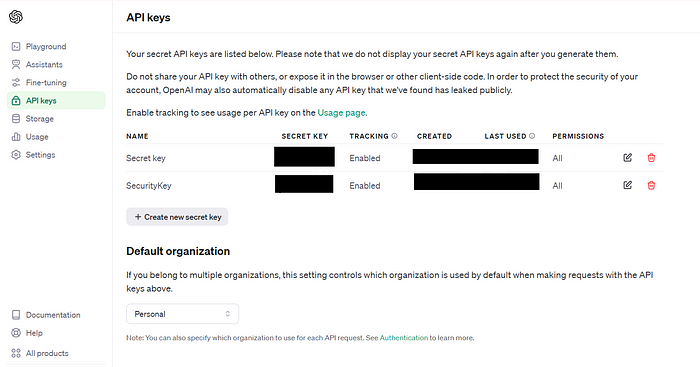 API keys
Playground
Assistants
Fine-tuning
API keys
Storage
Usage
Settings
Documentation
Help
All products
Your secret API keys are listed below. Please note that we do not display your secret API keys again after you generate them.
Do not share your API key with others, or expose it in the browser or other client-side code. In order to protect the security of your
account, OpenAI may also automatically disable any API key that we've found has leaked publicly.
Enable tracking to see usage per API key on the Usage page.
NAME SECRET KEY TRACKING CREATED LAST USED PERMISSIONS
Secret key Enabled All
SecurityKey Enabled All
+ Create new secret key
Default organization
If you belong to multiple organizations, this setting controls which organization is used by default when making requests with the API
keys above.
Personal
Note: You can also specify which organization to use for each API request. See Authentication to learn more.